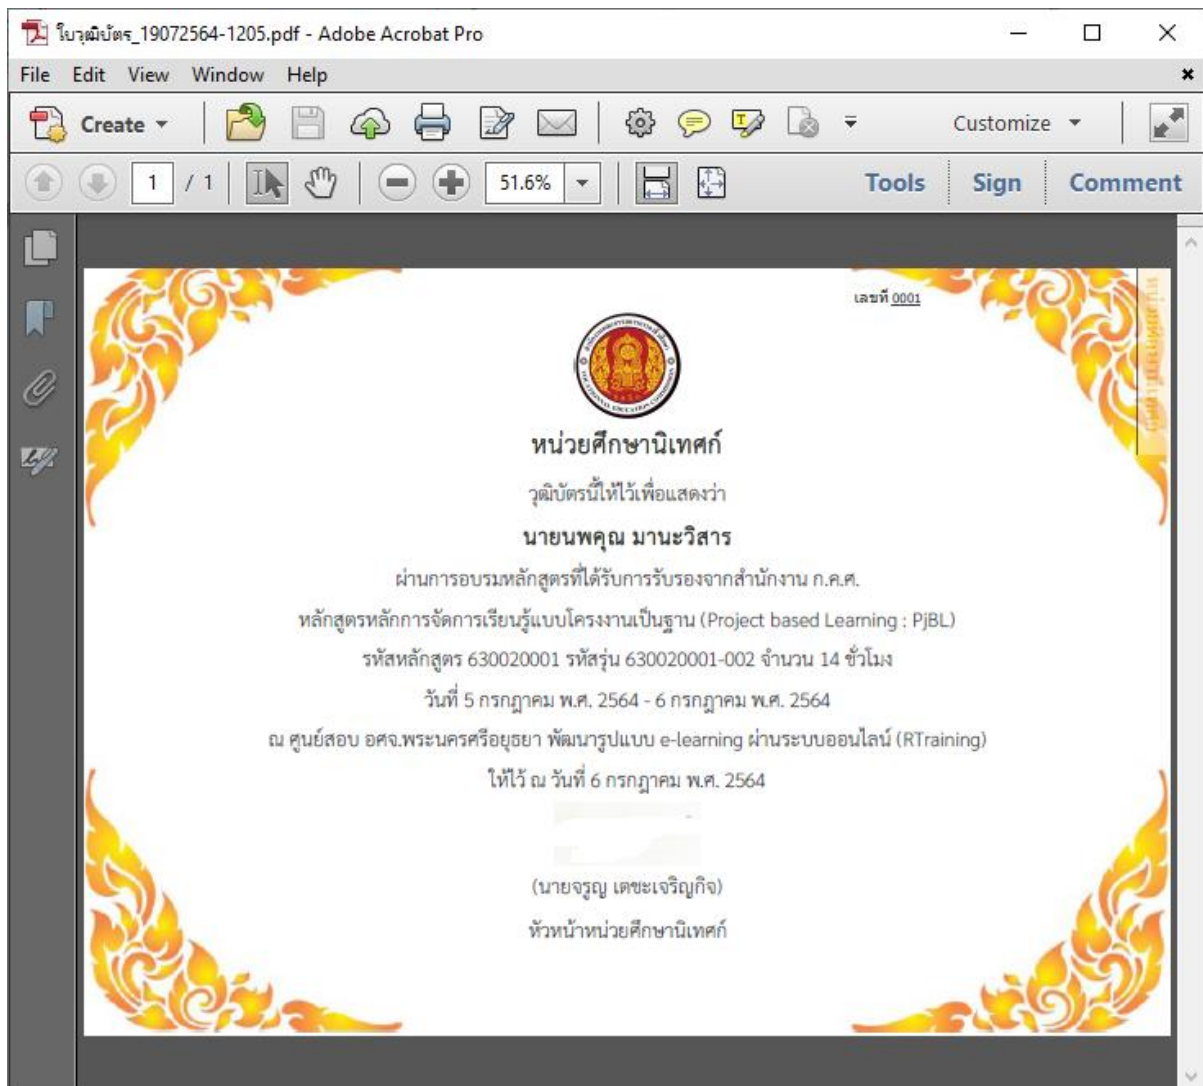 ใบวุฒิบัตร_19072564-1205.pdf - Adobe Acrobat Pro
File Edit View Window Help
Create Customize
1 / 1 51.6% Tools Sign Comment
เลขที่ 0001
VOCATIONAL EDUCATION COMMISSION
หน่วยศึกษานิเทศก์
วุฒิบัตรนี้ให้ไว้เพื่อแสดงว่า
นายนพคุณ มานะวิสาร
ผ่านการอบรมหลักสูตรที่ได้รับการรับรองจากสำนักงาน ก.ค.ศ.
หลักสูตรหลักการจัดการเรียนรู้แบบโครงงานเป็นฐาน (Project based Learning : PjBL)
รหัสหลักสูตร 630020001 รหัสรุ่น 630020001-002 จำนวน 14 ชั่วโมง
วันที่ 5 กรกฎาคม พ.ศ. 2564 - 6 กรกฎาคม พ.ศ. 2564
ณ ศูนย์สอบ อศจ.พระนครศรีอยุธยา พัฒนารูปแบบ e-learning ผ่านระบบออนไลน์ (RTraining)
ให้ไว้ ณ วันที่ 6 กรกฎาคม พ.ศ. 2564
(นายจรูญ เตชะเจริญกิจ)
หัวหน้าหน่วยศึกษานิเทศก์